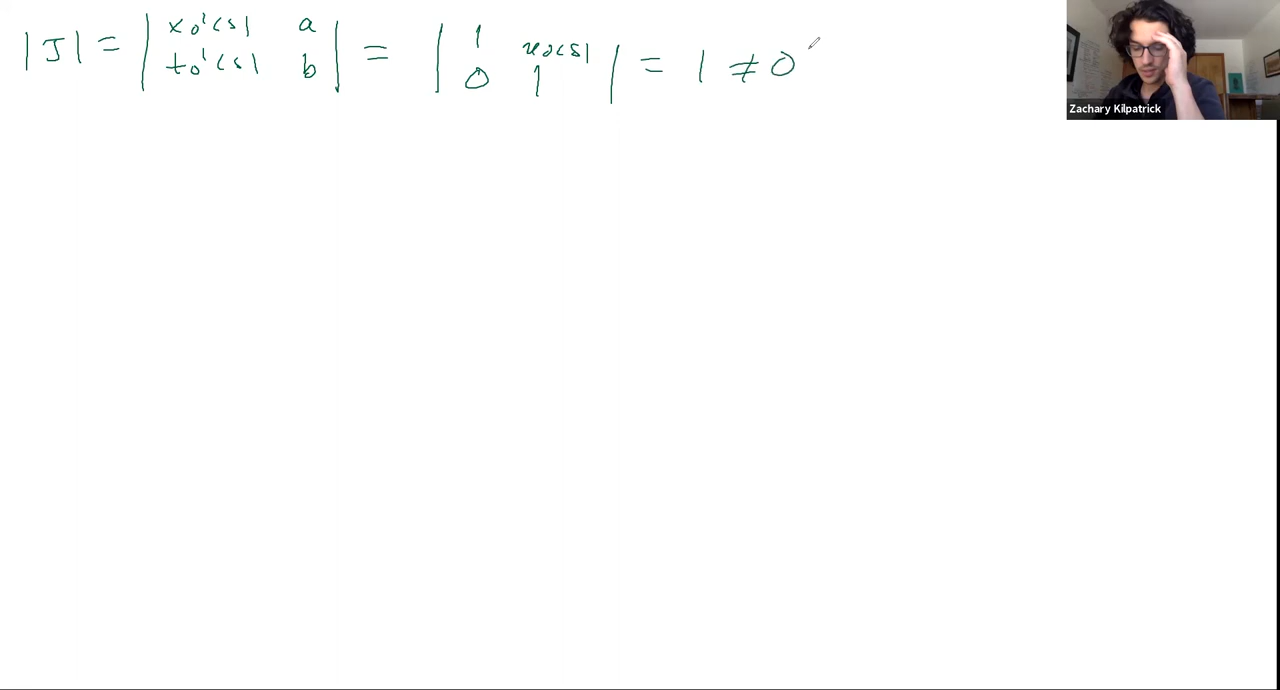 |J| = | x₀'(s) a | = | 1 u₀(s) | = 1 ≠ 0
| t₀'(s) b | | 0 1 |
Zachary Kilpatrick